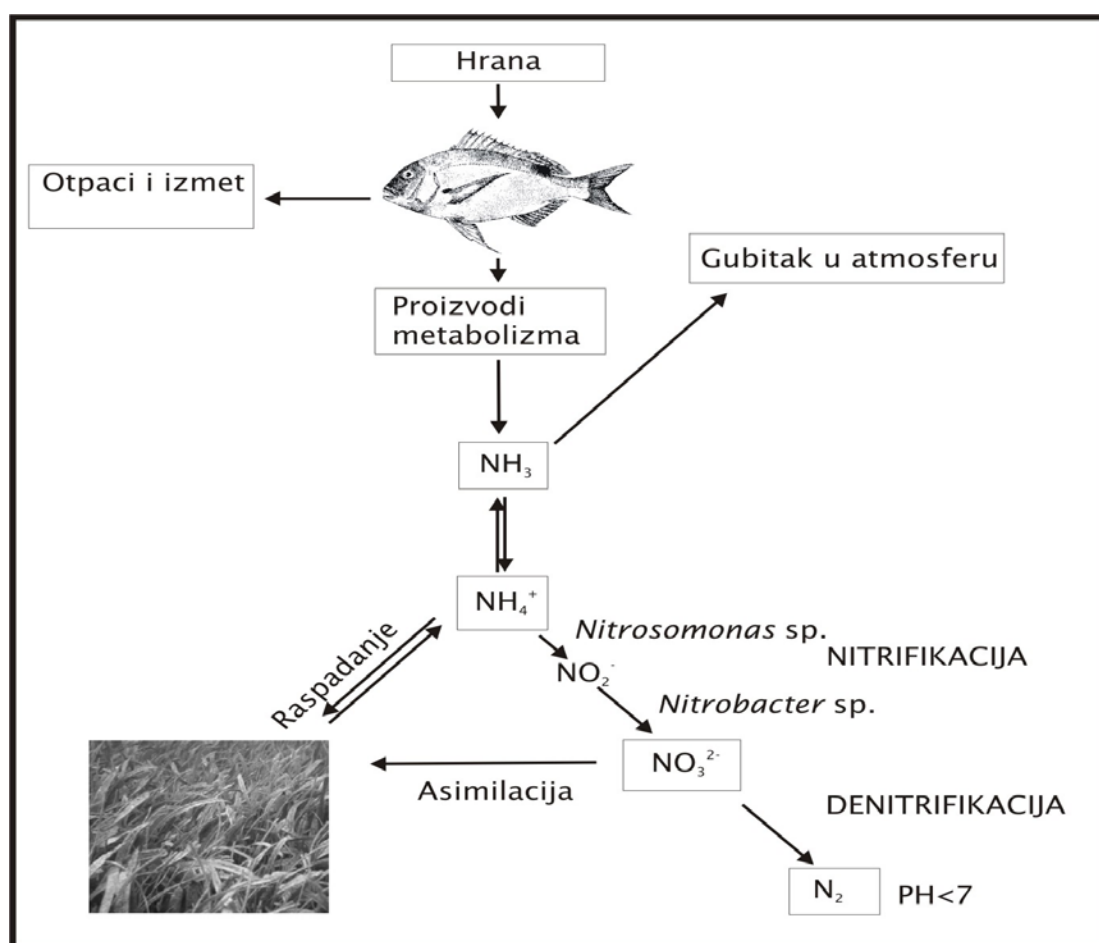 Hrana
Otpaci i izmet
Gubitak u atmosferu
Proizvodi
metabolizma
NH₃
NH₄⁺
Raspadanje
Nitrosomonas sp.
NITRIFIKACIJA
NO₂⁻
Nitrobacter sp.
NO₃²⁻
Asimilacija
DENITRIFIKACIJA
N₂
PH<7